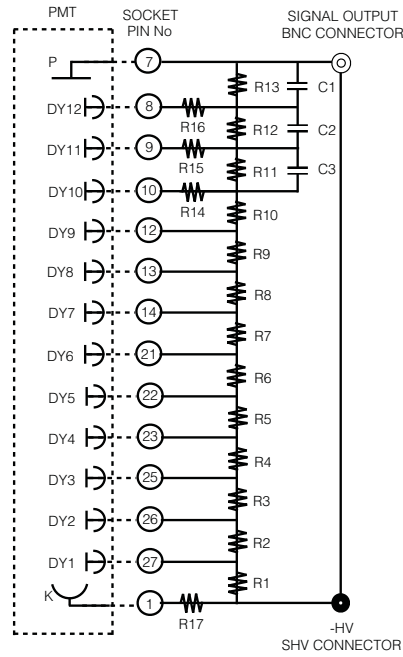 PMT
SOCKET
PIN No
SIGNAL OUTPUT
BNC CONNECTOR
P
7
R13
C1
DY12
8
R16
R12
C2
DY11
9
R15
R11
C3
DY10
10
R14
R10
DY9
12
R9
DY8
13
R8
DY7
14
R7
DY6
21
R6
DY5
22
R5
DY4
23
R4
DY3
25
R3
DY2
26
R2
DY1
27
R1
K
1
R17
-HV
SHV CONNECTOR